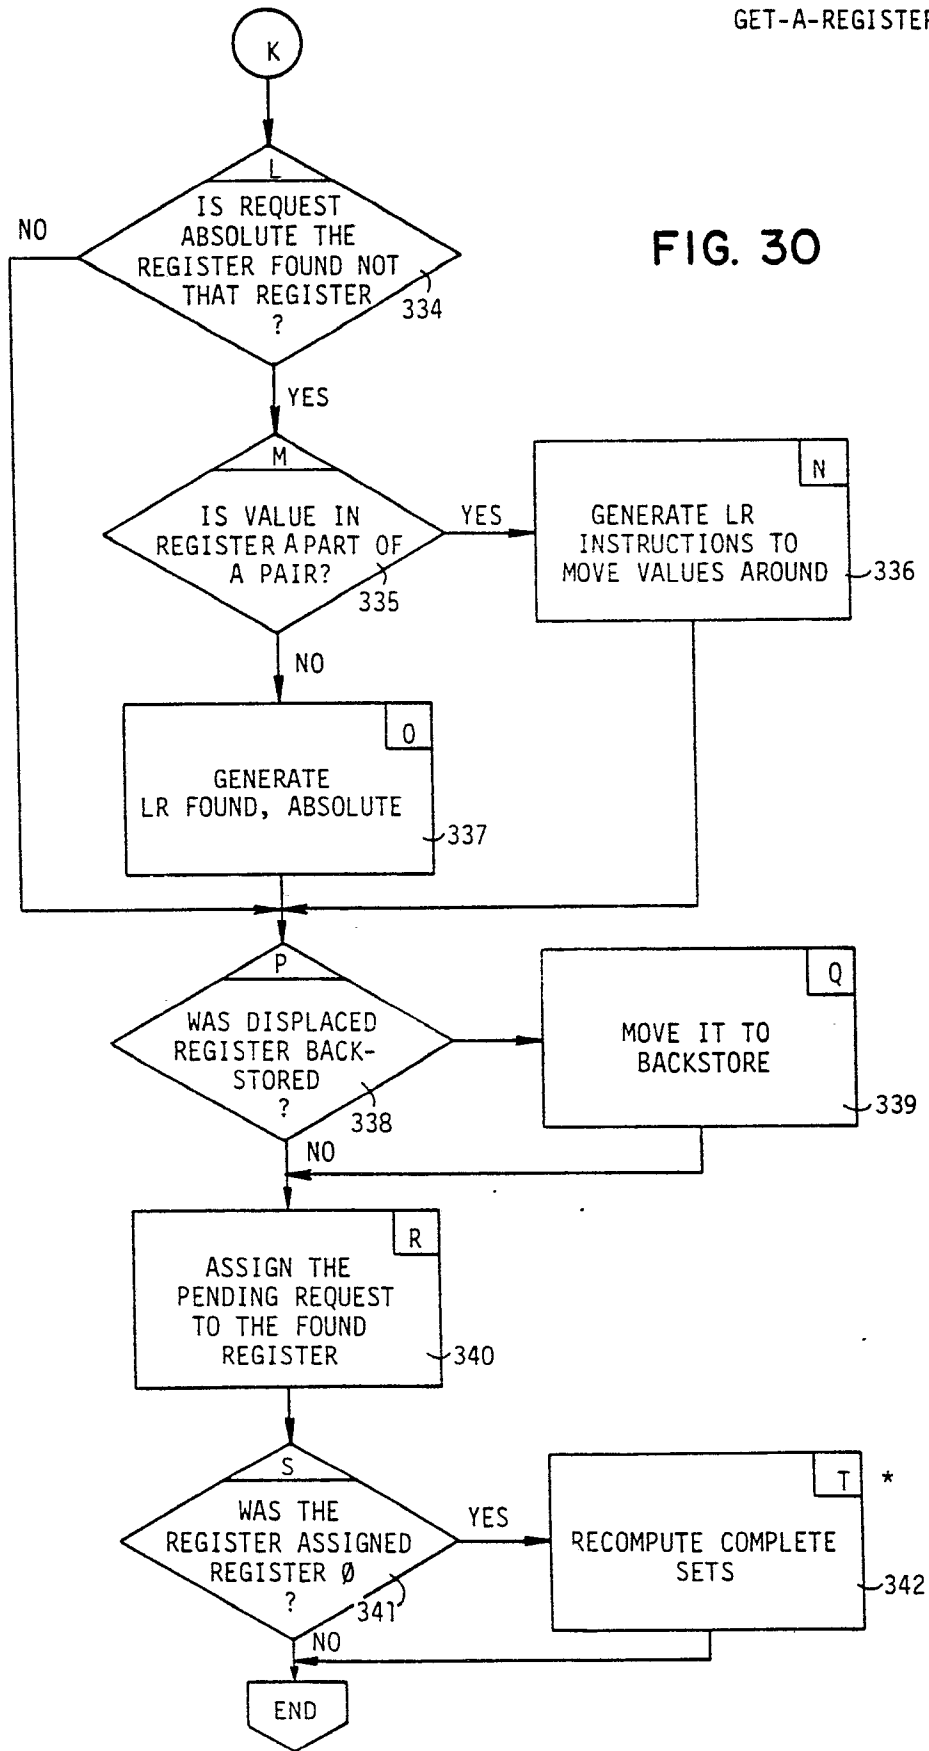 GET-A-REGISTER
K
FIG. 30
L
IS REQUEST
ABSOLUTE THE
REGISTER FOUND NOT
THAT REGISTER
?
334
NO
YES
M
IS VALUE IN
REGISTER A PART OF
A PAIR?
335
YES
NO
N
GENERATE LR
INSTRUCTIONS TO
MOVE VALUES AROUND
336
O
GENERATE
LR FOUND, ABSOLUTE
337
P
WAS DISPLACED
REGISTER BACK-
STORED
?
338
NO
Q
MOVE IT TO
BACKSTORE
339
R
ASSIGN THE
PENDING REQUEST
TO THE FOUND
REGISTER
340
S
WAS THE
REGISTER ASSIGNED
REGISTER Ø
?
341
YES
NO
T *
RECOMPUTE COMPLETE
SETS
342
END